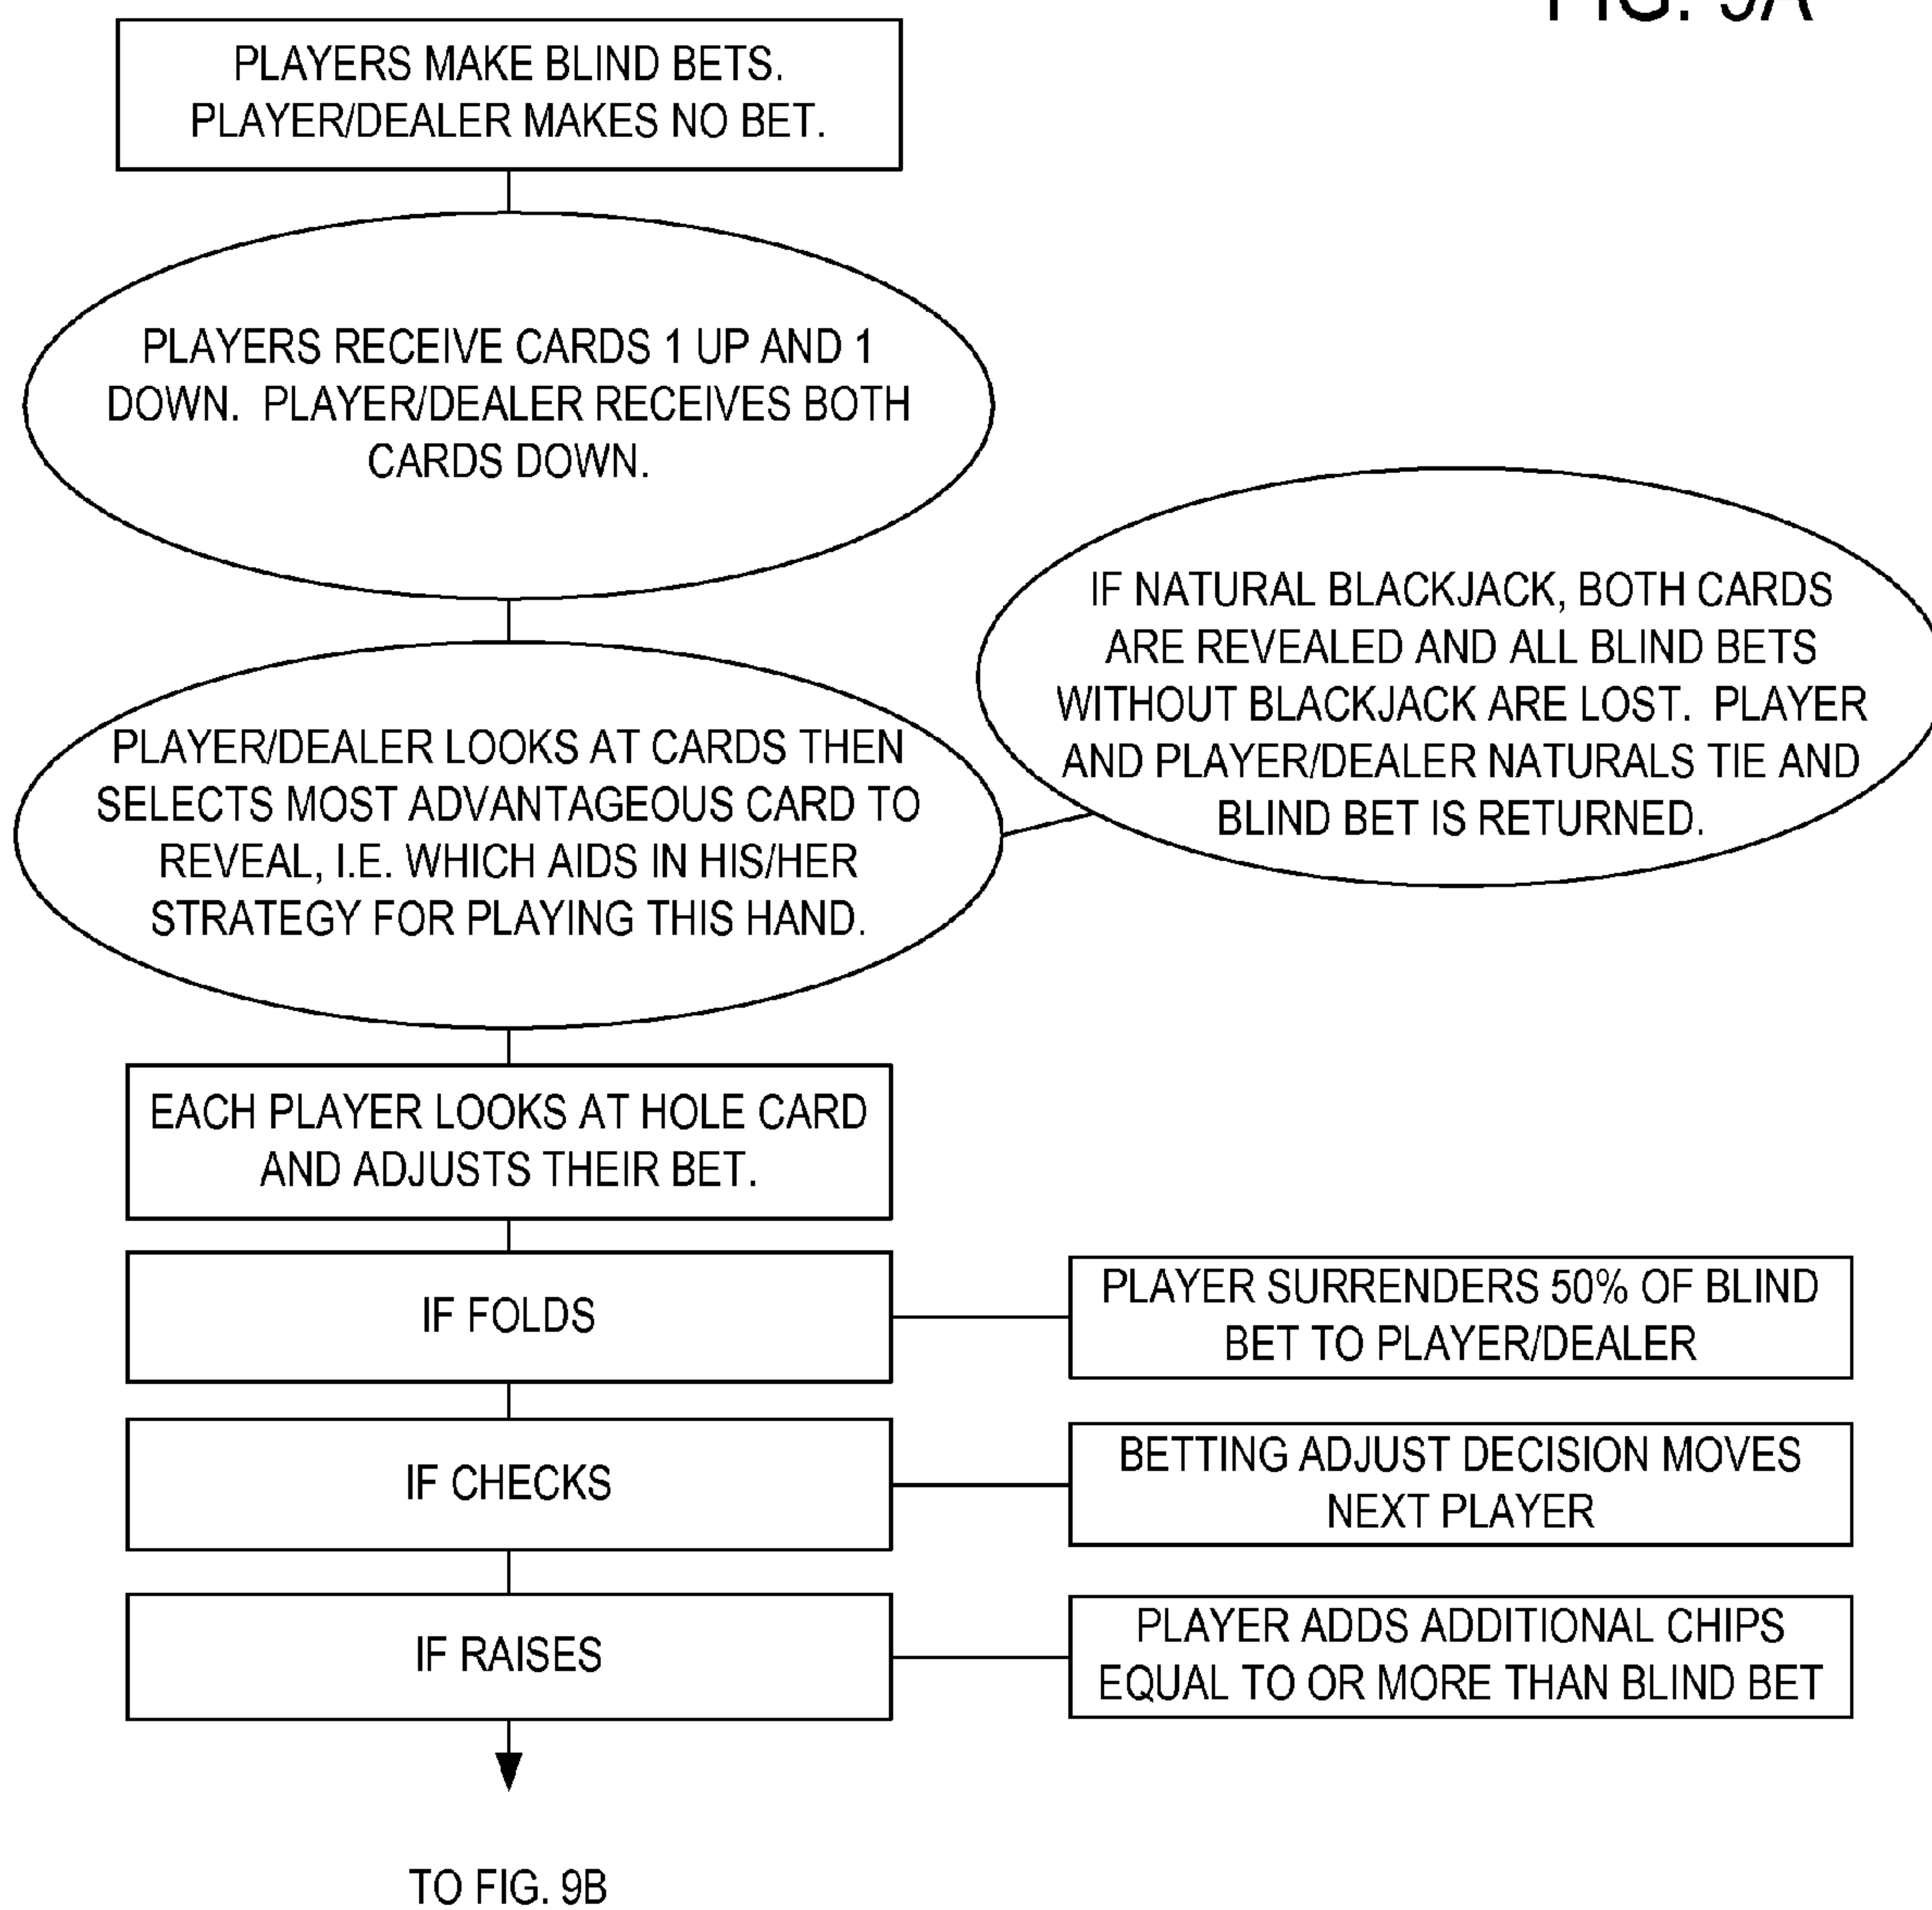 FIG. 9A
PLAYERS MAKE BLIND BETS.
PLAYER/DEALER MAKES NO BET.
PLAYERS RECEIVE CARDS 1 UP AND 1
DOWN. PLAYER/DEALER RECEIVES BOTH
CARDS DOWN.
IF NATURAL BLACKJACK, BOTH CARDS
ARE REVEALED AND ALL BLIND BETS
WITHOUT BLACKJACK ARE LOST. PLAYER
AND PLAYER/DEALER NATURALS TIE AND
BLIND BET IS RETURNED.
PLAYER/DEALER LOOKS AT CARDS THEN
SELECTS MOST ADVANTAGEOUS CARD TO
REVEAL, I.E. WHICH AIDS IN HIS/HER
STRATEGY FOR PLAYING THIS HAND.
EACH PLAYER LOOKS AT HOLE CARD
AND ADJUSTS THEIR BET.
IF FOLDS
PLAYER SURRENDERS 50% OF BLIND
BET TO PLAYER/DEALER
IF CHECKS
BETTING ADJUST DECISION MOVES
NEXT PLAYER
IF RAISES
PLAYER ADDS ADDITIONAL CHIPS
EQUAL TO OR MORE THAN BLIND BET
TO FIG. 9B